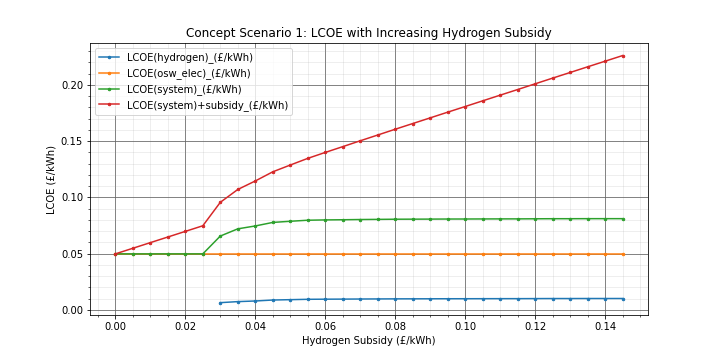 Concept Scenario 1: LCOE with Increasing Hydrogen Subsidy
LCOE(hydrogen)_(£/kWh)
LCOE(osw_elec)_(£/kWh)
LCOE(system)_(£/kWh)
LCOE(system)+subsidy_(£/kWh)
LCOE (£/kWh)
0.20
0.15
0.10
0.05
0.00
0.00 0.02 0.04 0.06 0.08 0.10 0.12 0.14
Hydrogen Subsidy (£/kWh)